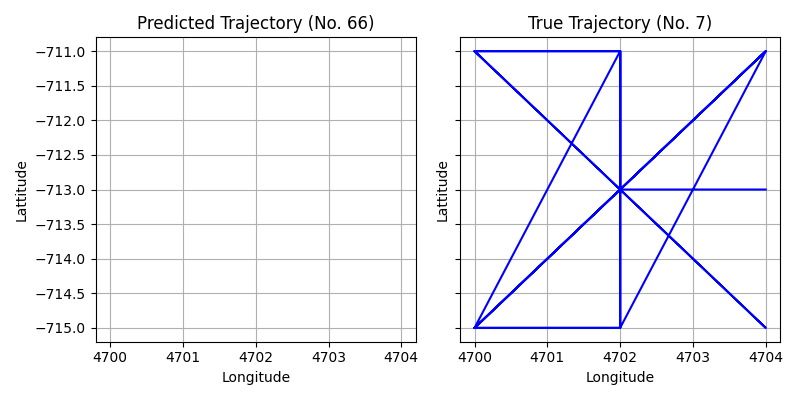 Predicted Trajectory (No. 66)
True Trajectory (No. 7)
−711.0
−711.5
−712.0
−712.5
−713.0
−713.5
−714.0
−714.5
−715.0
Lattitude
Lattitude
4700 4701 4702 4703 4704
4700 4701 4702 4703 4704
Longitude
Longitude